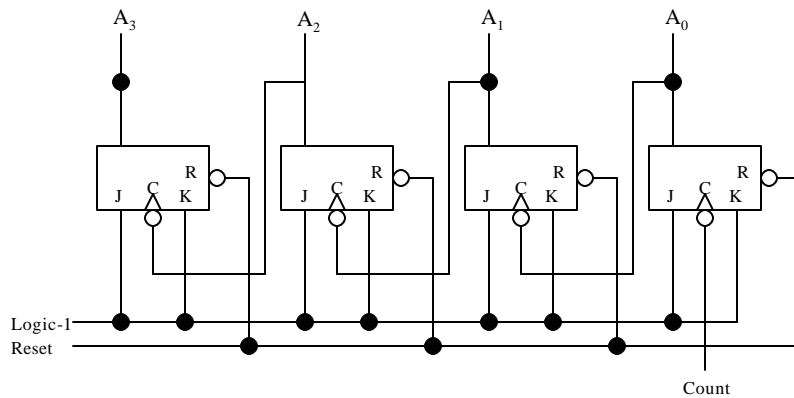 A3 A2 A1 A0
R R R R
J C K J C K J C K J C K
Logic-1
Reset
Count